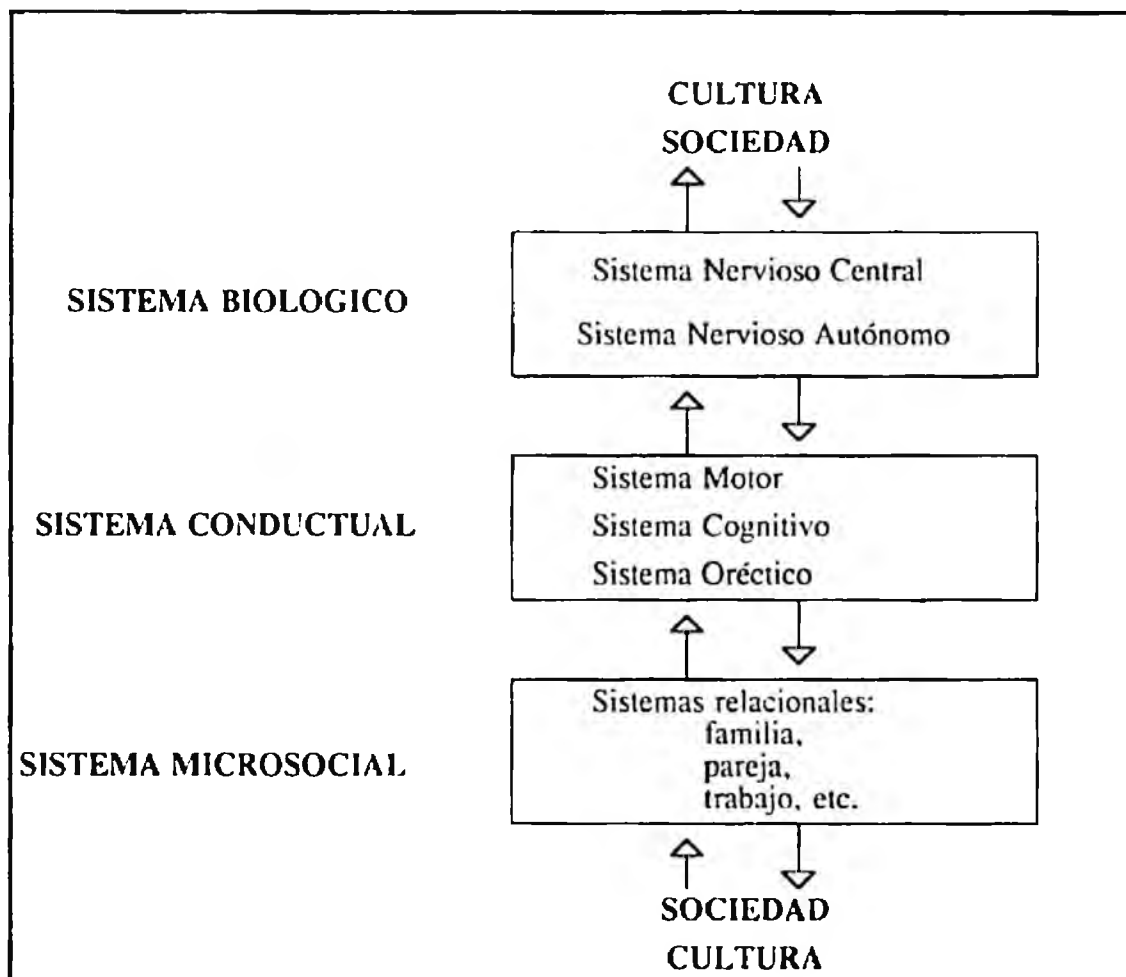 CULTURA
SOCIEDAD
Sistema Nervioso Central
SISTEMA BIOLOGICO
Sistema Nervioso Autónomo
Sistema Motor
SISTEMA CONDUCTUAL
Sistema Cognitivo
Sistema Oréctico
Sistemas relacionales:
familia,
pareja,
SISTEMA MICROSOCIAL
trabajo, etc.
SOCIEDAD
CULTURA